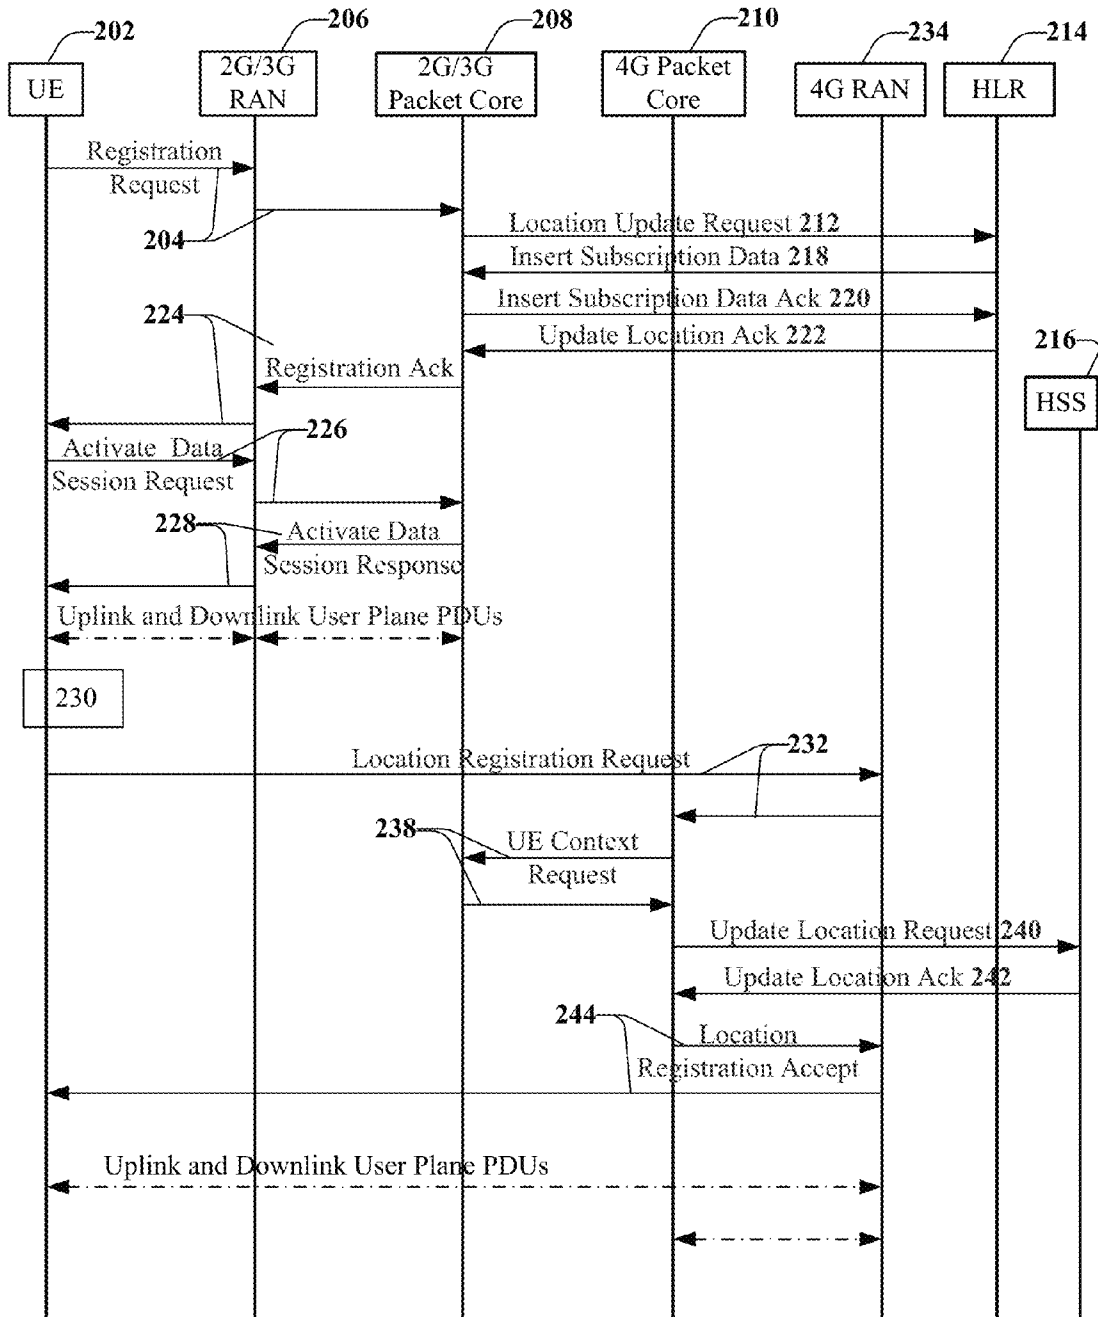 202
206
208
210
234
214
UE
2G/3G
RAN
2G/3G
Packet Core
4G Packet
Core
4G RAN
HLR
Registration
Request
204
Location Update Request 212
Insert Subscription Data 218
Insert Subscription Data Ack 220
224
Update Location Ack 222
216
Registration Ack
HSS
Activate Data
Session Request
226
228
Activate Data
Session Response
Uplink and Downlink User Plane PDUs
230
232
Location Registration Request
238
UE Context
Request
Update Location Request 240
Update Location Ack 242
244
Location
Registration Accept
Uplink and Downlink User Plane PDUs